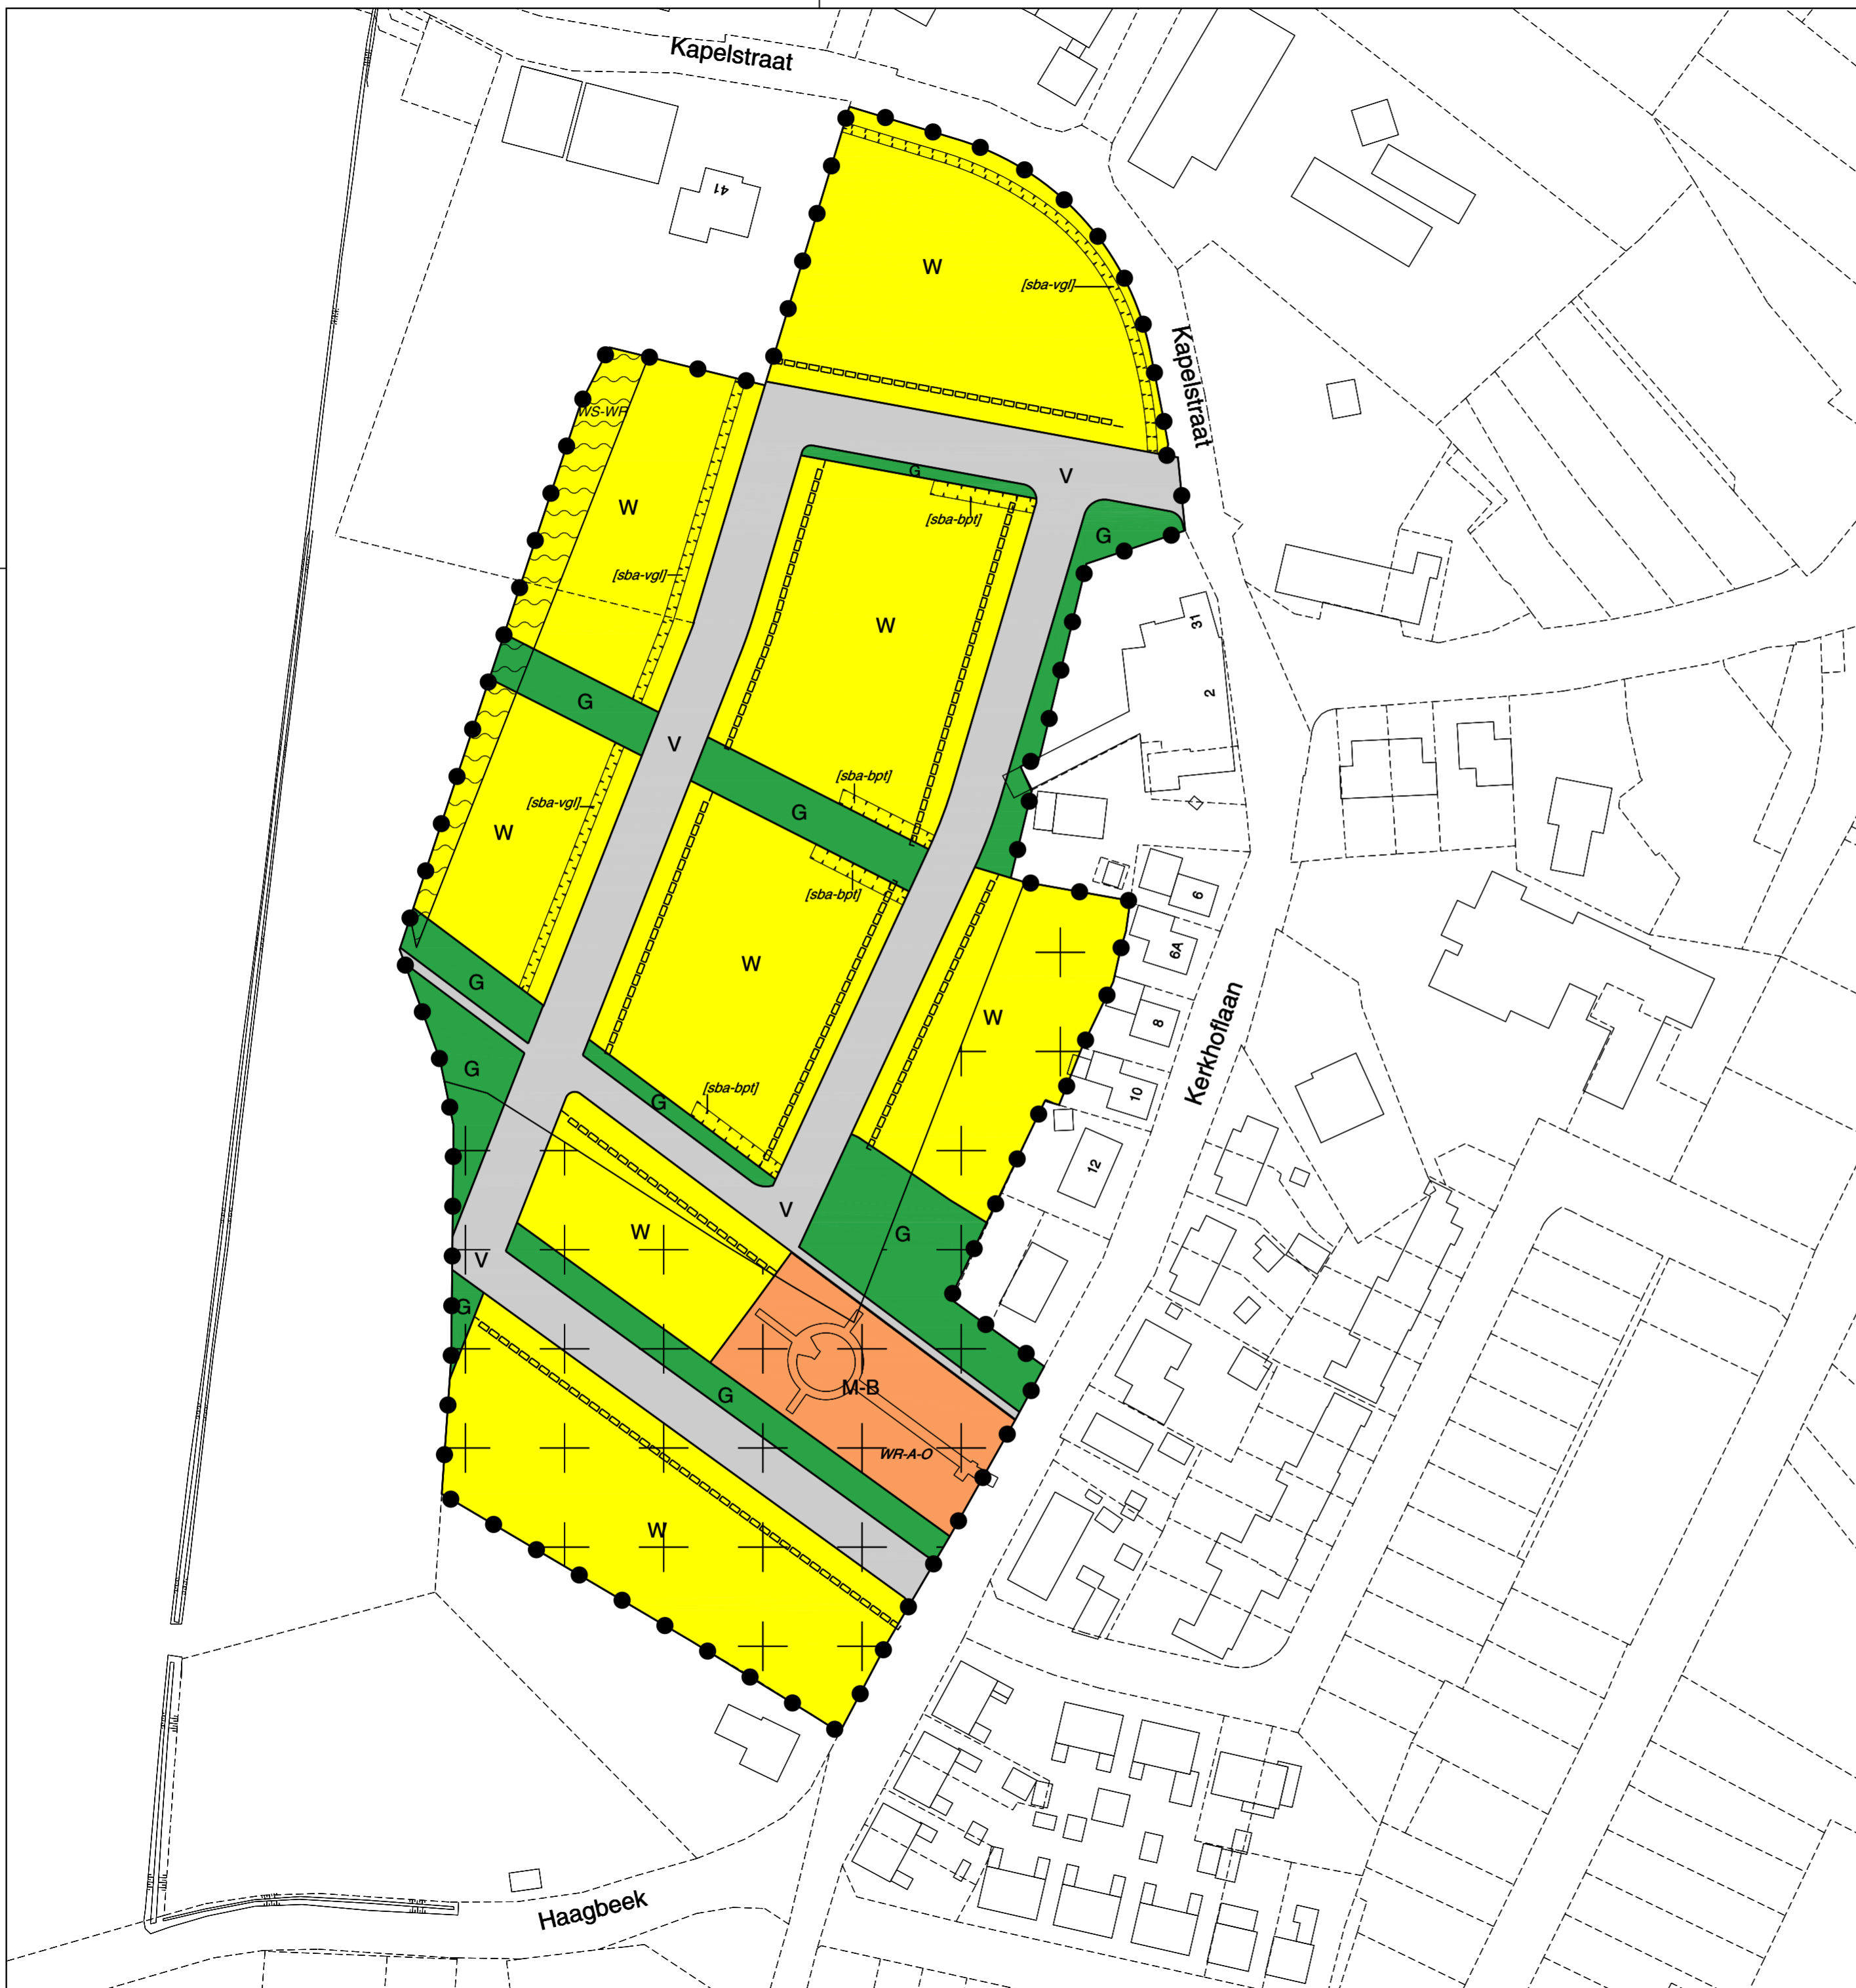 Kapelstraat
41
W
[sba-vgl]
Kapelstraat
WS-WR
W
G
V
[sba-bpt]
G
[sba-vgl]
31
W
2
G
V
[sba-bpt]
[sba-vgl]
G
W
[sba-bpt]
6
6A
W
G
W
8
Kerkhoflaan
G
[sba-bpt]
G
10
12
V
W
G
V
G
M-B
G
WR-A-O
W
Haagbeek